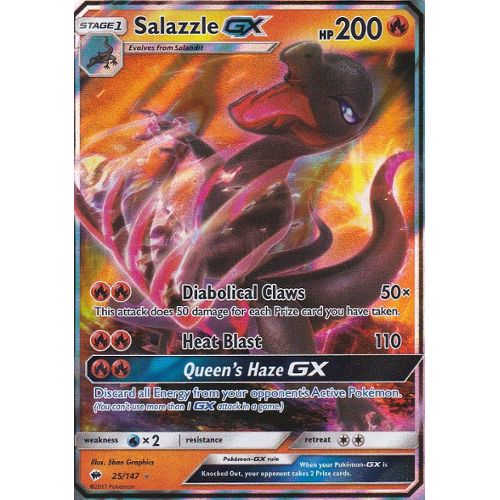 STAGE1 Salazzle GX HP 200
Evolves from Salandit
Diabolical Claws 50×
This attack does 50 damage for each Prize card you have taken.
Heat Blast 110
Queen's Haze GX
Discard all Energy from your opponent's Active Pokémon.
(You can't use more than 1 GX attack in a game.)
weakness ×2 resistance retreat
Illus. 5ban Graphics
25/147
©2017 Pokémon
Pokémon-GX rule
When your Pokémon-GX is
Knocked Out, your opponent takes 2 Prize cards.